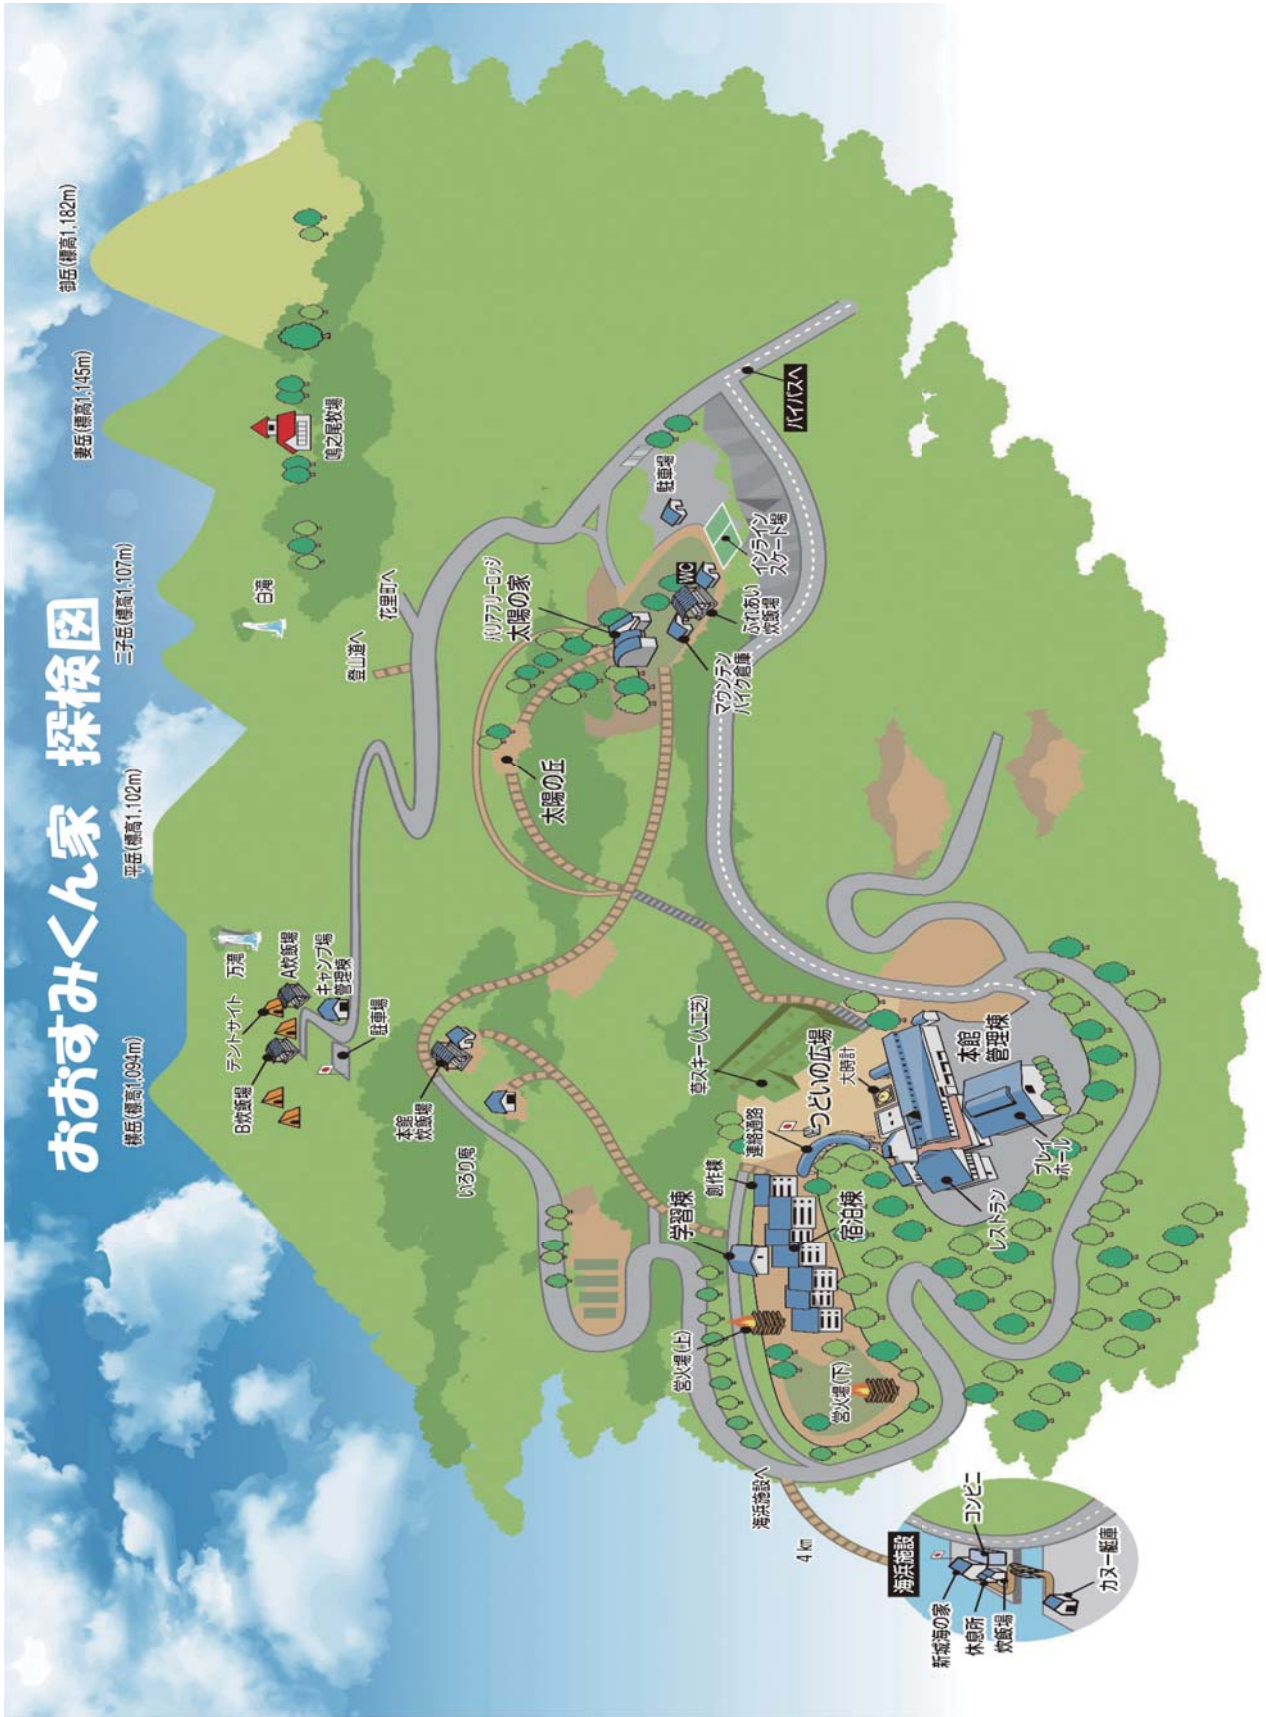 おおすみくん家 探検図
横岳(標高1,094m)
平岳(標高1,102m)
二子岳(標高1,107m)
妻岳(標高1,145m)
御岳(標高1,182m)
万滝
白滝
テントサイト
A炊飯場
B炊飯場
キャンプ場
管理棟
駐車場
鳴之尾牧場
登山道へ
花里町へ
本館
炊飯場
いろり庵
バリアフリーロッジ
太陽の家
太陽の丘
駐車場
WC
インライン
スケート場
ふれあい
炊飯場
マウンテン
バイク倉庫
バイパスへ
草スキー(人工芝)
学習棟
創作棟
連絡通路
つどいの広場
大時計
宿泊棟
本館
管理棟
プレイ
ホール
レストラン
営火場(上)
営火場(下)
海浜施設へ
4㎞
海浜施設
新城海の家
休息所
炊飯場
コンビニ
カヌー艇庫